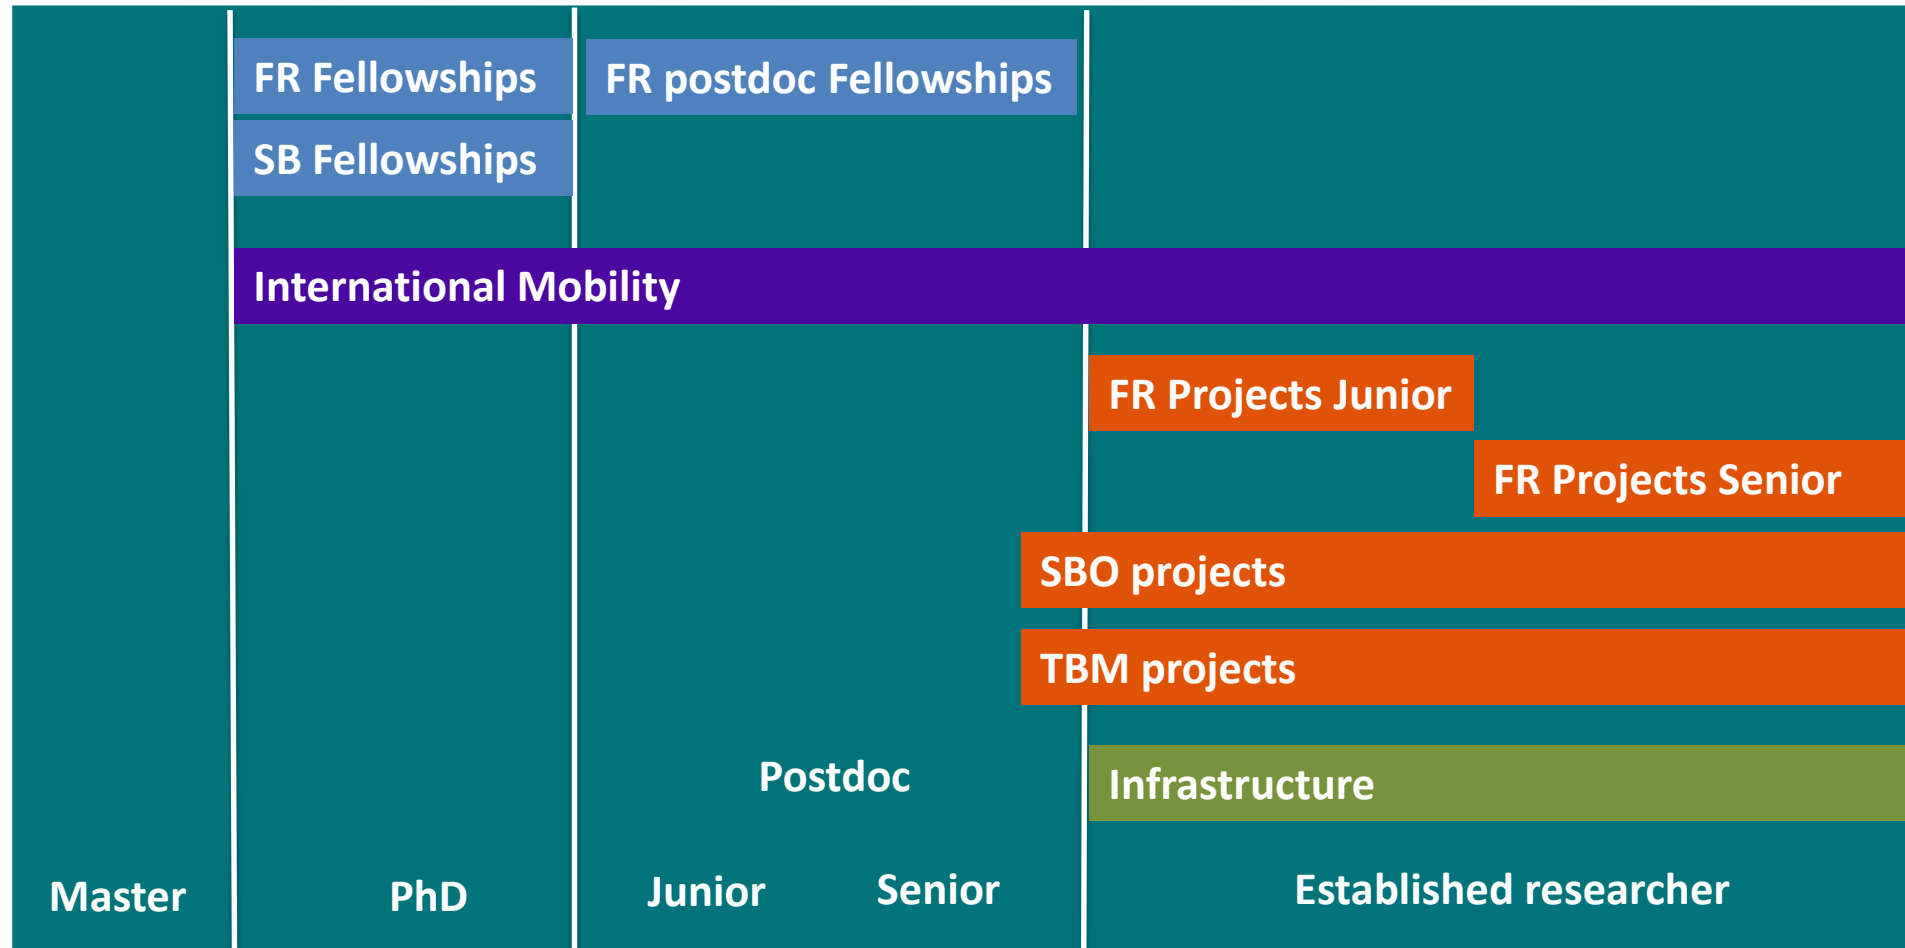 FR Fellowships
FR postdoc Fellowships
SB Fellowships
International Mobility
FR Projects Junior
FR Projects Senior
SBO projects
TBM projects
Postdoc
Infrastructure
Master
PhD
Junior
Senior
Established researcher